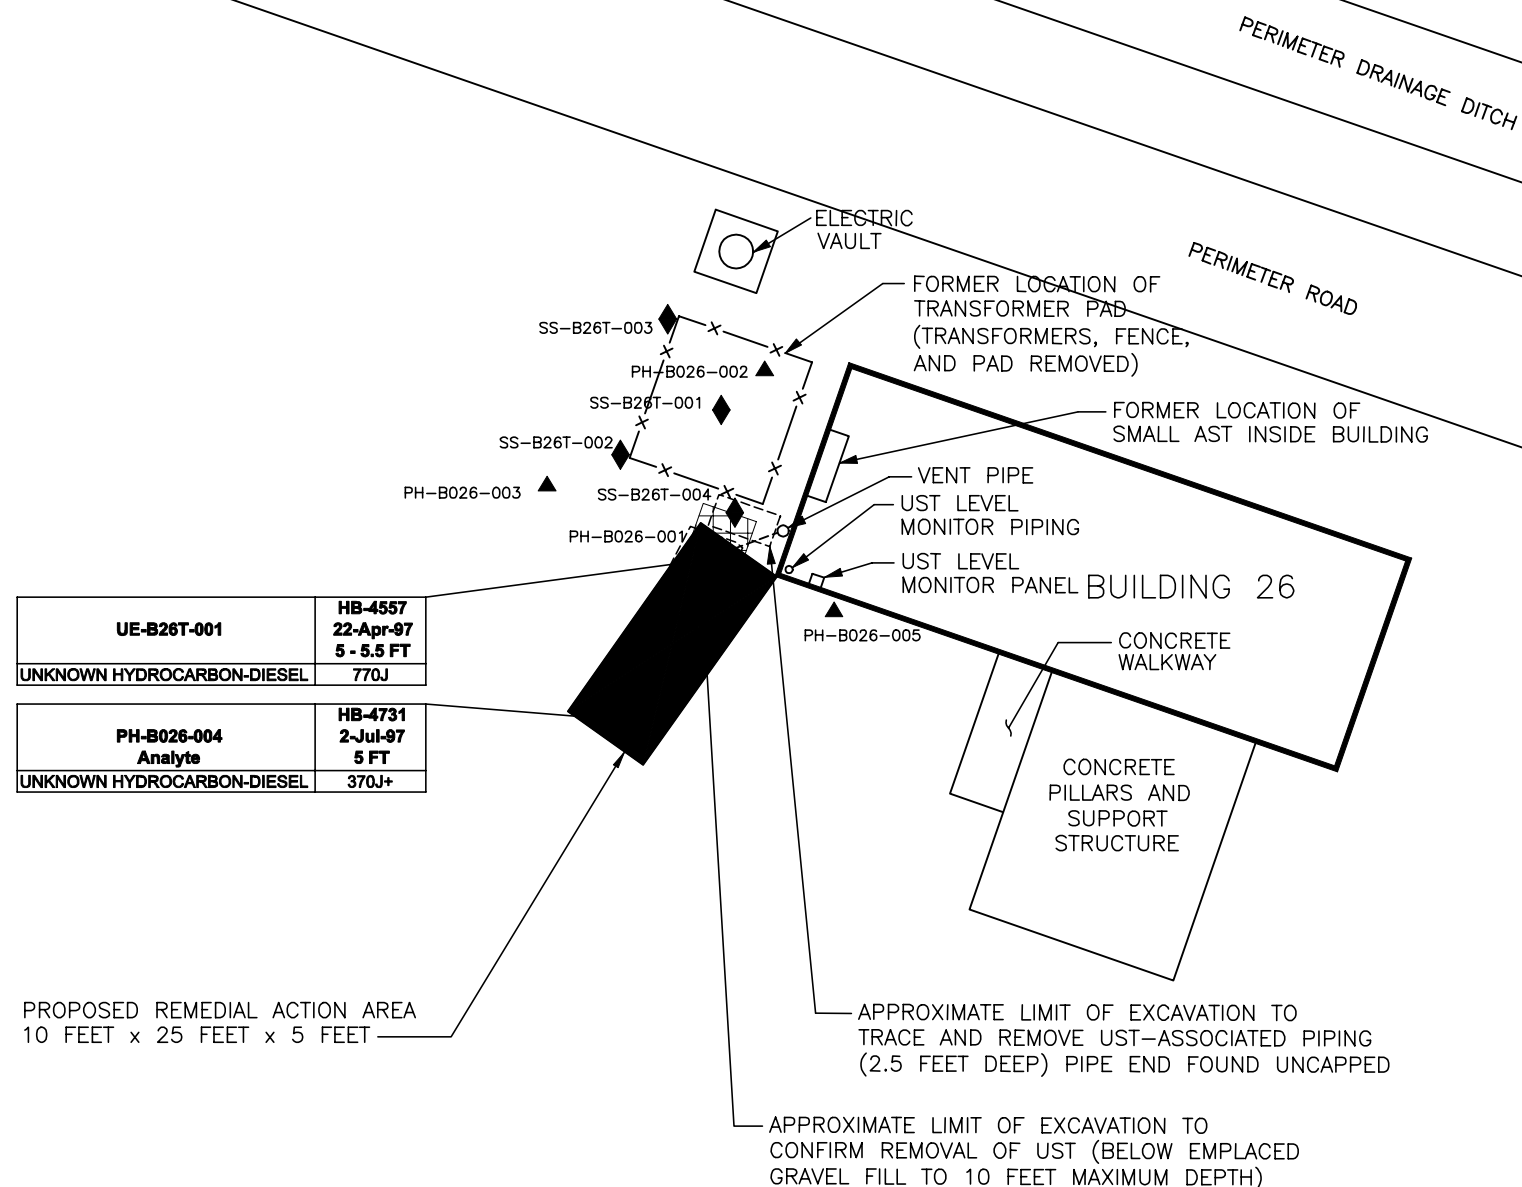 PERIMETER DRAINAGE DITCH
ELECTRIC
VAULT
PERIMETER ROAD
FORMER LOCATION OF
TRANSFORMER PAD
(TRANSFORMERS, FENCE,
AND PAD REMOVED)
SS-B26T-003
PH-B026-002
SS-B26T-001
FORMER LOCATION OF
SMALL AST INSIDE BUILDING
SS-B26T-002
VENT PIPE
PH-B026-003
SS-B26T-004
UST LEVEL
MONITOR PIPING
PH-B026-001
UST LEVEL
MONITOR PANEL
BUILDING 26
PH-B026-005
CONCRETE
WALKWAY
UE-B26T-001
HB-4557
22-Apr-97
5 - 5.5 FT
UNKNOWN HYDROCARBON-DIESEL 770J
PH-B026-004
Analyte
HB-4731
2-Jul-97
5 FT
UNKNOWN HYDROCARBON-DIESEL 370J+
CONCRETE
PILLARS AND
SUPPORT
STRUCTURE
PROPOSED REMEDIAL ACTION AREA
10 FEET x 25 FEET x 5 FEET
APPROXIMATE LIMIT OF EXCAVATION TO
TRACE AND REMOVE UST-ASSOCIATED PIPING
(2.5 FEET DEEP) PIPE END FOUND UNCAPPED
APPROXIMATE LIMIT OF EXCAVATION TO
CONFIRM REMOVAL OF UST (BELOW EMPLACED
GRAVEL FILL TO 10 FEET MAXIMUM DEPTH)